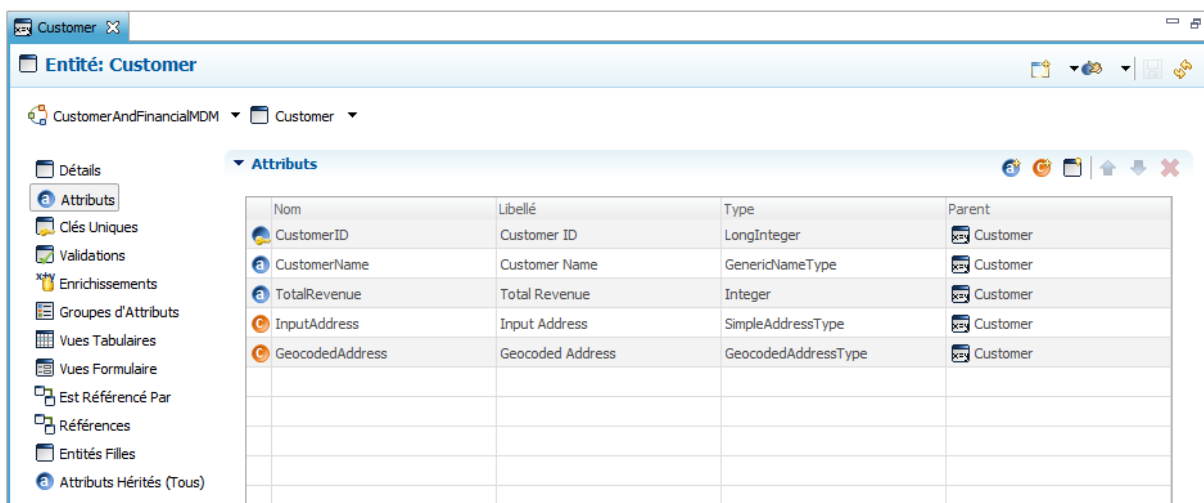 Customer
Entité: Customer
CustomerAndFinancialMDM Customer
Détails
Attributs
Clés Uniques
Validations
Enrichissements
Groupes d'Attributs
Vues Tabulaires
Vues Formulaire
Est Référencé Par
Références
Entités Filles
Attributs Hérités (Tous)
Attributs
Nom Libellé Type Parent
CustomerID Customer ID LongInteger Customer
CustomerName Customer Name GenericNameType Customer
TotalRevenue Total Revenue Integer Customer
InputAddress Input Address SimpleAddressType Customer
GeocodedAddress Geocoded Address GeocodedAddressType Customer